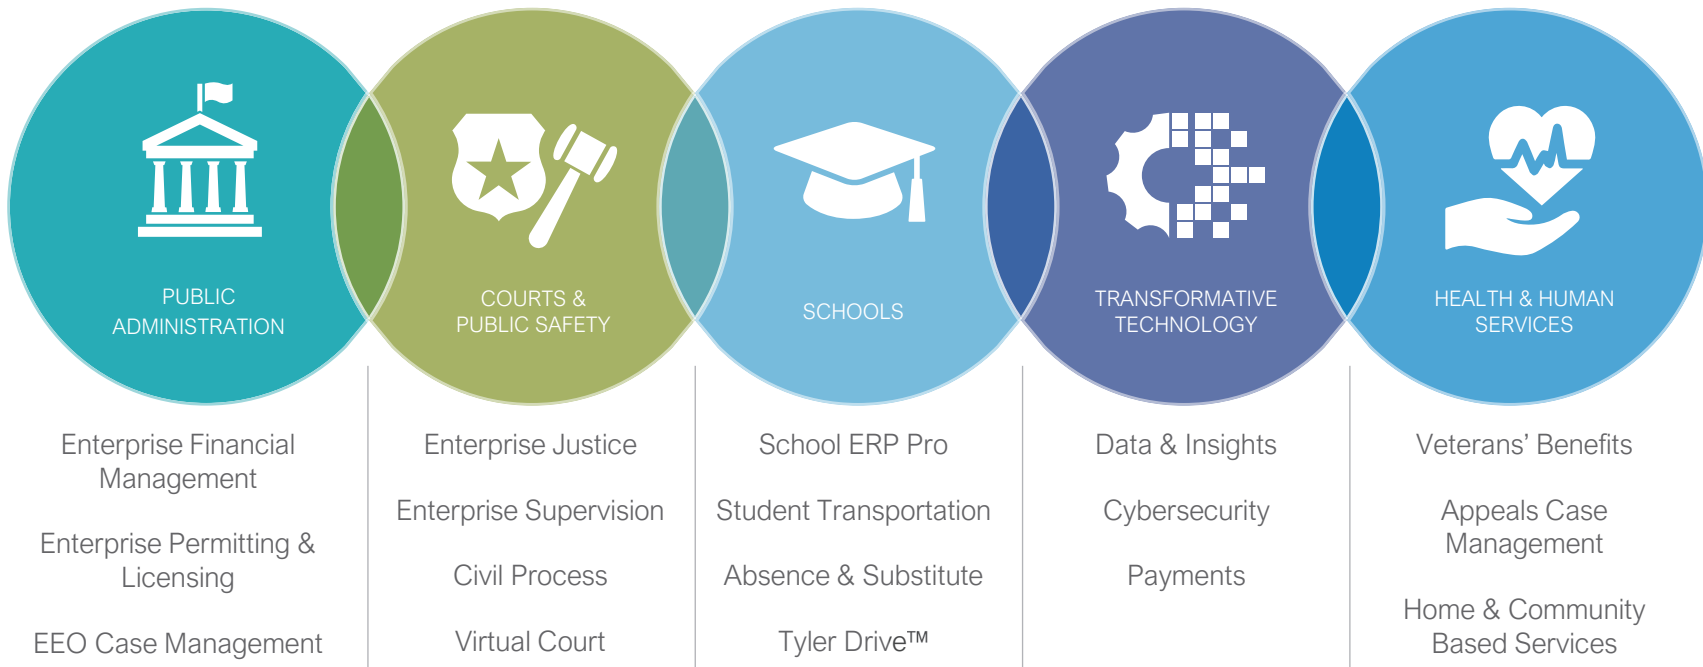 PUBLIC
ADMINISTRATION
COURTS &
PUBLIC SAFETY
SCHOOLS
TRANSFORMATIVE
TECHNOLOGY
HEALTH & HUMAN
SERVICES
Enterprise Financial
Management
Enterprise Permitting &
Licensing
EEO Case Management
Enterprise Justice
Enterprise Supervision
Civil Process
Virtual Court
School ERP Pro
Student Transportation
Absence & Substitute
Tyler Drive™
Data & Insights
Cybersecurity
Payments
Veterans’ Benefits
Appeals Case
Management
Home & Community
Based Services